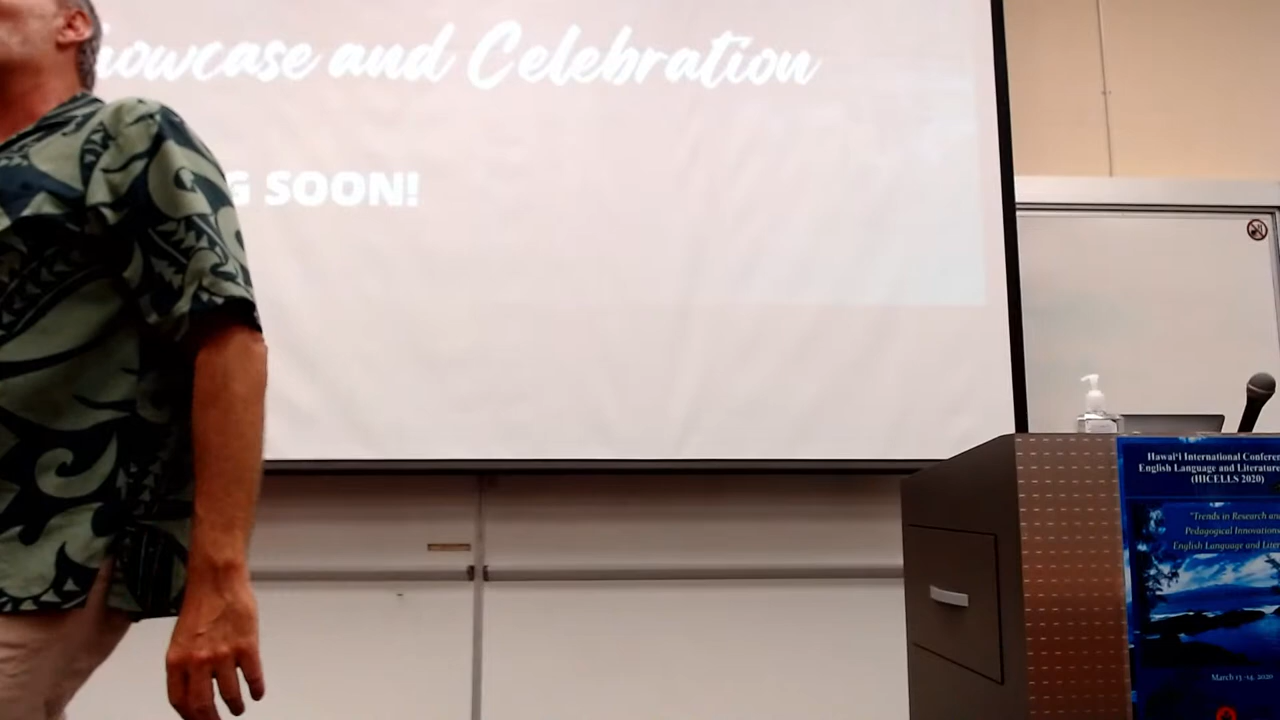 howcase and Celebration
G SOON!
Hawai'i International Conferen
English Language and Literature
(HICELLS 2020)
"Trends in Research an
Pedagogical Innovation
English Language and Liter
March 13-14, 2020